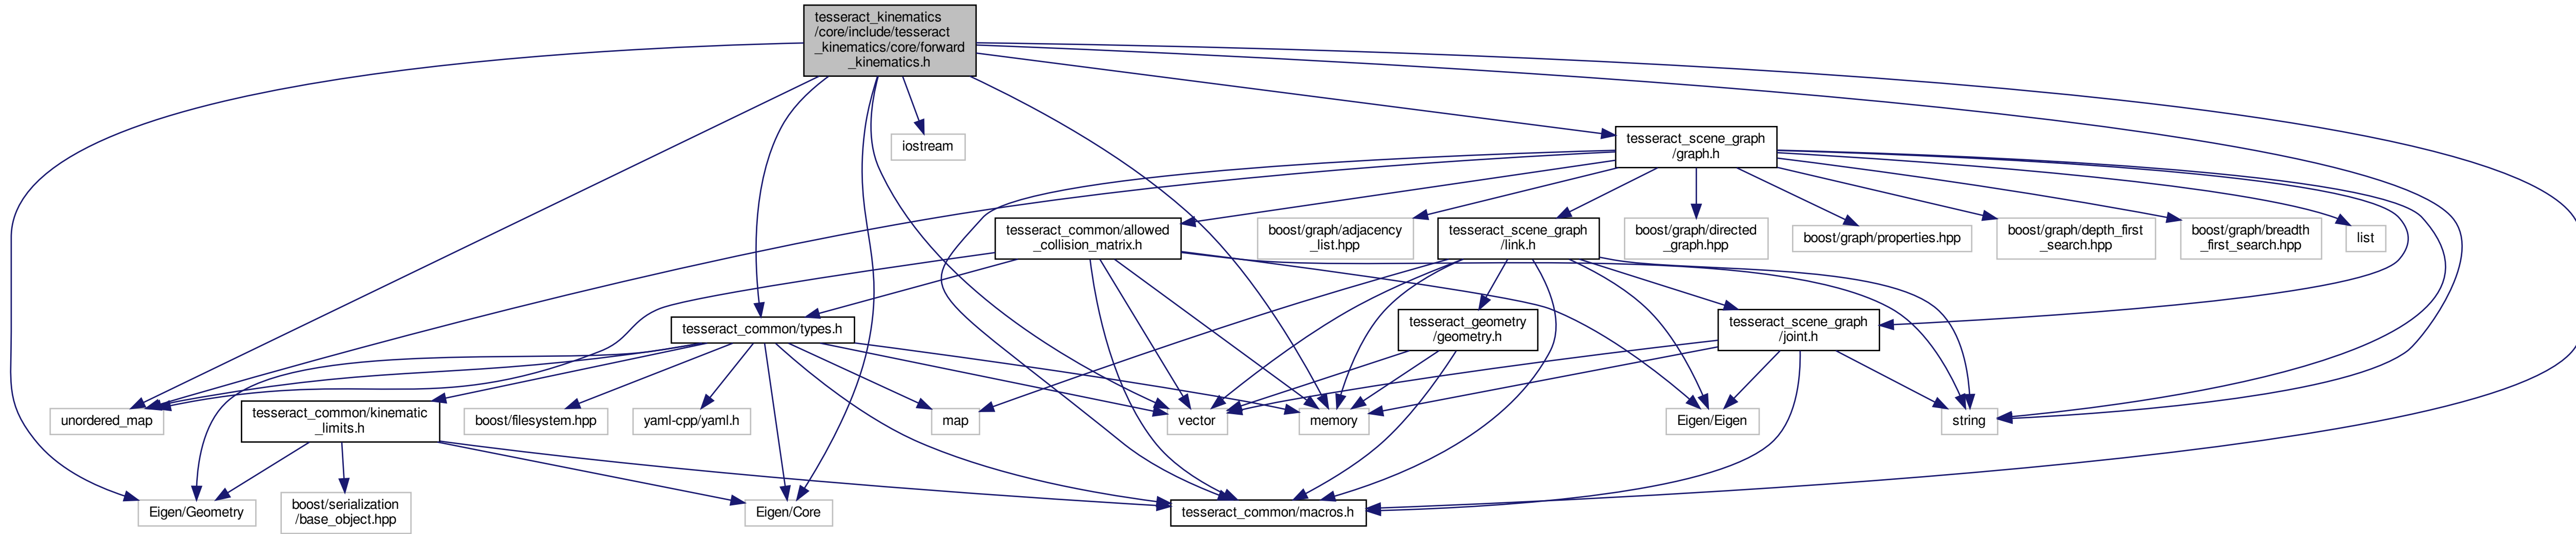 tesseract_kinematics
/core/include/tesseract
_kinematics/core/forward
_kinematics.h
iostream
tesseract_scene_graph
/graph.h
tesseract_common/allowed
_collision_matrix.h
boost/graph/adjacency
_list.hpp
tesseract_scene_graph
/link.h
boost/graph/directed
_graph.hpp
boost/graph/properties.hpp
boost/graph/depth_first
_search.hpp
boost/graph/breadth
_first_search.hpp
list
tesseract_common/types.h
tesseract_geometry
/geometry.h
tesseract_scene_graph
/joint.h
unordered_map
tesseract_common/kinematic
_limits.h
boost/filesystem.hpp
yaml-cpp/yaml.h
map
vector
memory
Eigen/Eigen
string
Eigen/Geometry
boost/serialization
/base_object.hpp
Eigen/Core
tesseract_common/macros.h